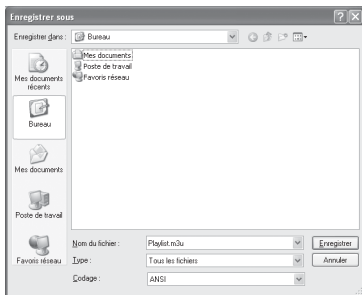 Enregistrer sous
Enregistrer dans :
Bureau
Mes documents récents
Bureau
Mes documents
Poste de travail
Favoris réseau
Mes documents
Poste de travail
Favoris réseau
Nom du fichier :
Playlist.m3u
Enregistrer
Type :
Tous les fichiers
Annuler
Codage :
ANSI